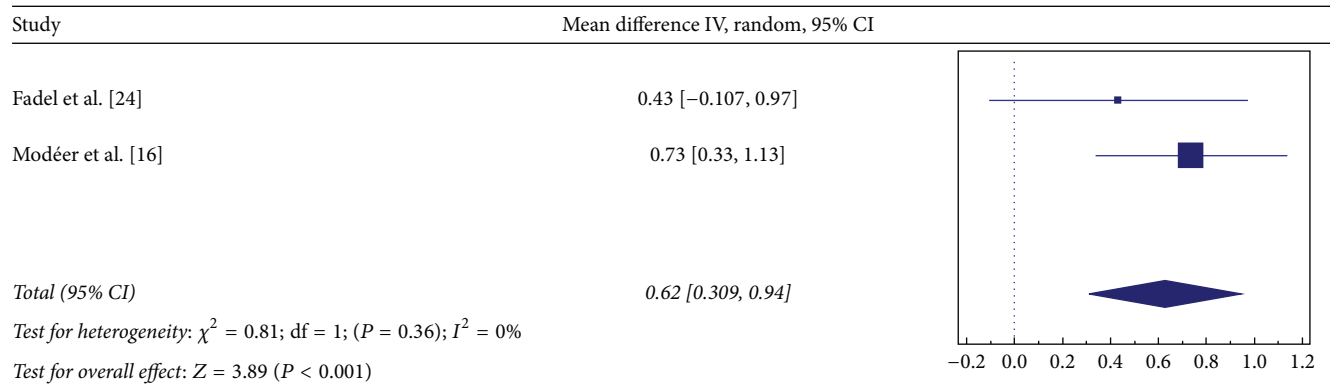 Study Mean difference IV, random, 95% CI
Fadel et al. [24] 0.43 [−0.107, 0.97]
Modéer et al. [16] 0.73 [0.33, 1.13]
Total (95% CI) 0.62 [0.309, 0.94]
Test for heterogeneity: χ² = 0.81; df = 1; (P = 0.36); I² = 0%
Test for overall effect: Z = 3.89 (P < 0.001)
−0.2 0.0 0.2 0.4 0.6 0.8 1.0 1.2